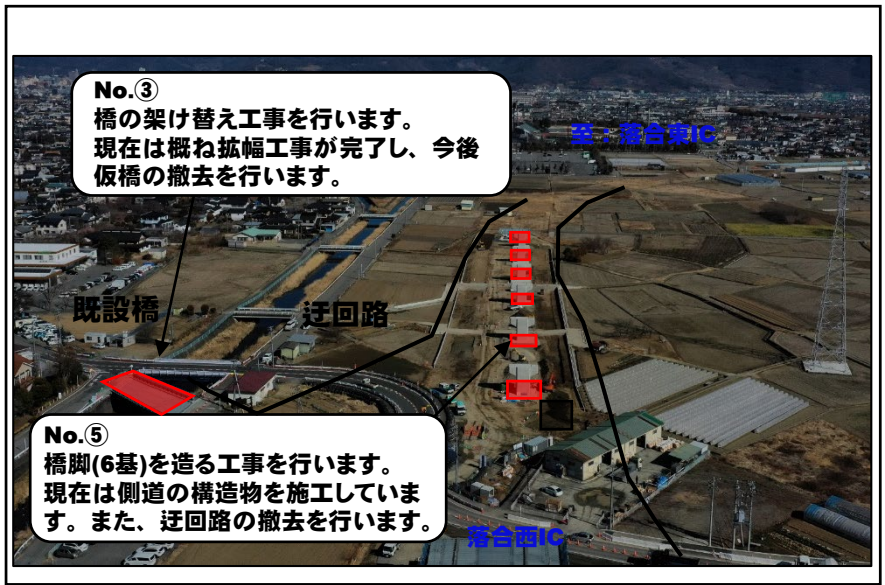 No.③
橋の架け替え工事を行います。
現在は概ね拡幅工事が完了し、今後
仮橋の撤去を行います。
至：落合東IC
既設橋
迂回路
No.⑤
橋脚(6基)を造る工事を行います。
現在は側道の構造物を施工していま
す。また、迂回路の撤去を行います。
落合西IC